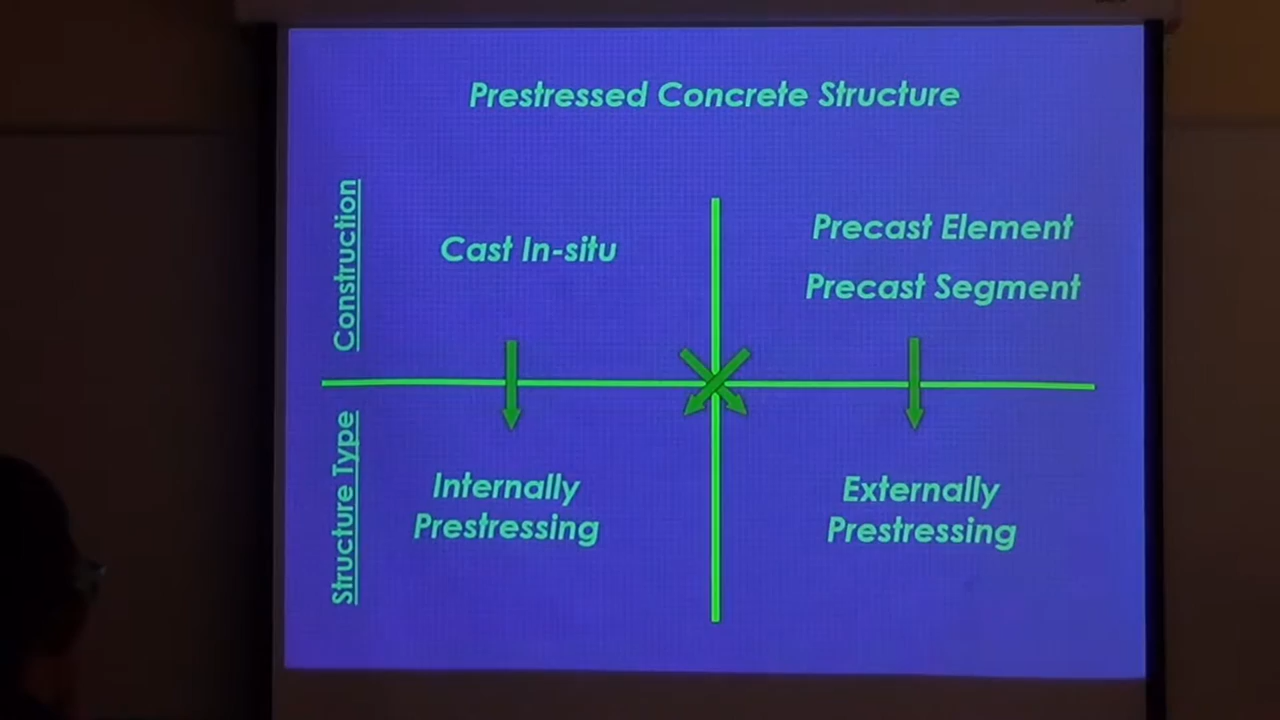 Prestressed Concrete Structure
Construction
Cast In-situ
Precast Element
Precast Segment
Structure Type
Internally
Prestressing
Externally
Prestressing